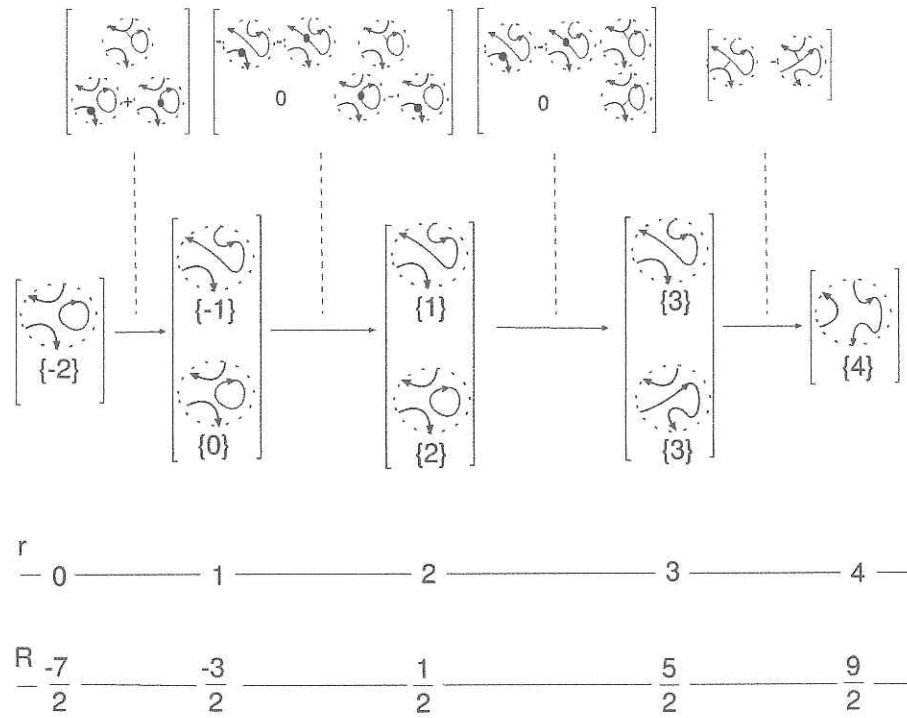 - - - -
+ 0 - 0 -
{-1} {1} {3}
{-2} {4}
{0} {2} {3}
r
0 1 2 3 4
R -7/2 -3/2 1/2 5/2 9/2